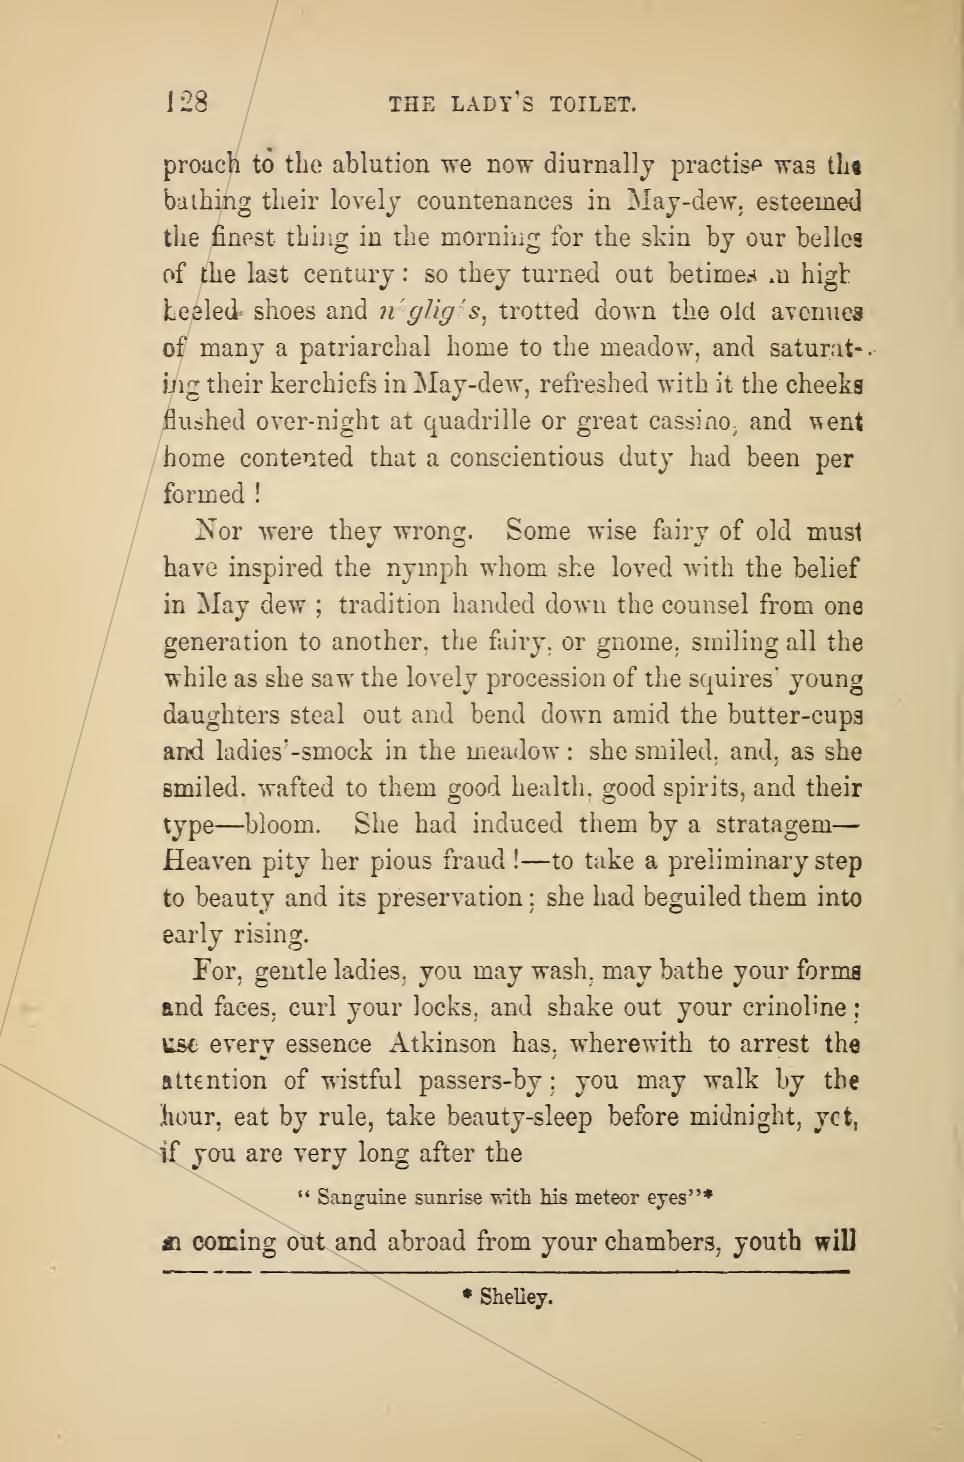 128 THE LADY'S TOILET.
proach to the ablution we now diurnally practise was the
bathing their lovely countenances in May-dew, esteemed
the finest thing in the morning for the skin by our belles
of the last century : so they turned out betimes in high
heeled shoes and négligés, trotted down the old avenues
of many a patriarchal home to the meadow, and saturat-
ing their kerchiefs in May-dew, refreshed with it the cheeks
flushed over-night at quadrille or great cassino, and went
home contented that a conscientious duty had been per
formed !
Nor were they wrong. Some wise fairy of old must
have inspired the nymph whom she loved with the belief
in May dew ; tradition handed down the counsel from one
generation to another, the fairy, or gnome, smiling all the
while as she saw the lovely procession of the squires' young
daughters steal out and bend down amid the butter-cups
and ladies'-smock in the meadow : she smiled, and, as she
smiled, wafted to them good health, good spirits, and their
type—bloom. She had induced them by a stratagem—
Heaven pity her pious fraud !—to take a preliminary step
to beauty and its preservation ; she had beguiled them into
early rising.
For, gentle ladies, you may wash, may bathe your forms
and faces, curl your locks, and shake out your crinoline ;
use every essence Atkinson has, wherewith to arrest the
attention of wistful passers-by ; you may walk by the
hour, eat by rule, take beauty-sleep before midnight, yet,
if you are very long after the
“ Sanguine sunrise with his meteor eyes”*
in coming out and abroad from your chambers, youth will
* Shelley.